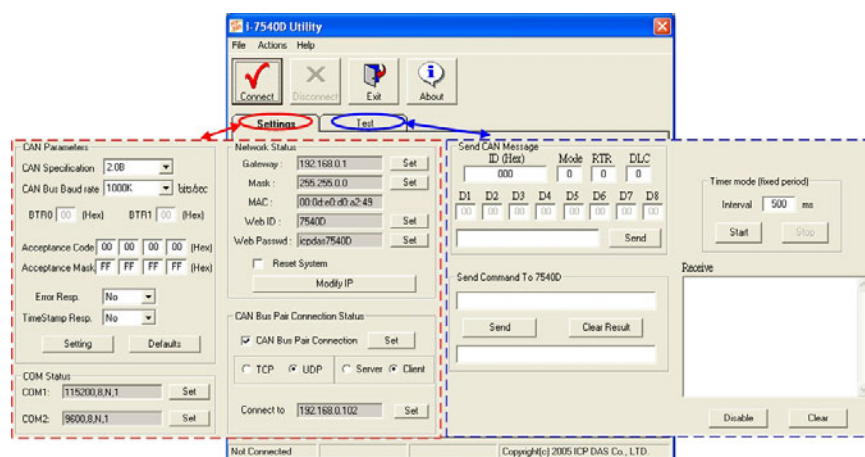 i-7540D Utility
File Actions Help
Connect Disconnect Exit About
Settings Test
CAN Parameters
CAN Specification 2.0B
CAN Bus Baud rate 1000K bits/sec
BTR0 00 (Hex) BTR1 00 (Hex)
Acceptance Code 00 00 00 00 (Hex)
Acceptance Mask FF FF FF FF (Hex)
Error Resp. No
TimeStamp Resp. No
Setting Defaults
COM Status
COM1: 115200,8,N,1 Set
COM2: 9600,8,N,1 Set
Network Status
Gateway : 192.168.0.1 Set
Mask : 255.255.0.0 Set
MAC : 00:0d:e0:d0:a2:49
Web ID : 7540D Set
Web Passwd : icpdas7540D Set
Reset System
Modify IP
CAN Bus Pair Connection Status
CAN Bus Pair Connection Set
TCP UDP Server Client
Connect to 192.168.0.102 Set
Send CAN Message
ID (Hex) Mode RTR DLC
000 0 0 0
D1 D2 D3 D4 D5 D6 D7 D8
00 00 00 00 00 00 00 00
Send
Send Command To 7540D
Send Clear Result
Timer mode (fixed period)
Interval 500 ms
Start Stop
Receive
Disable Clear
Not Connected Copyright(c) 2005 ICP DAS Co., LTD.